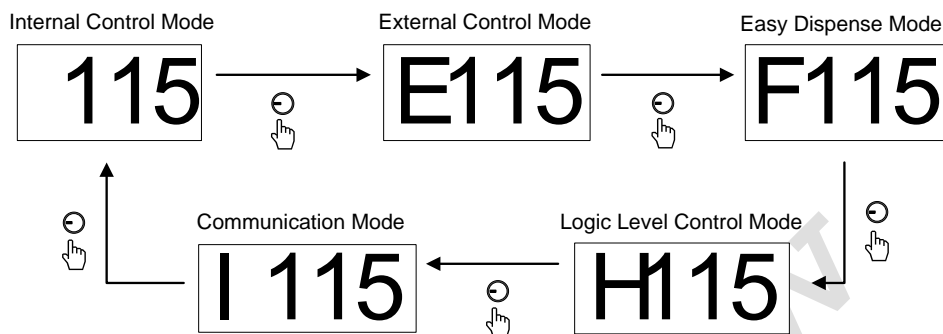 Internal Control Mode
External Control Mode
Easy Dispense Mode
115
E115
F115
Communication Mode
Logic Level Control Mode
I 115
H115